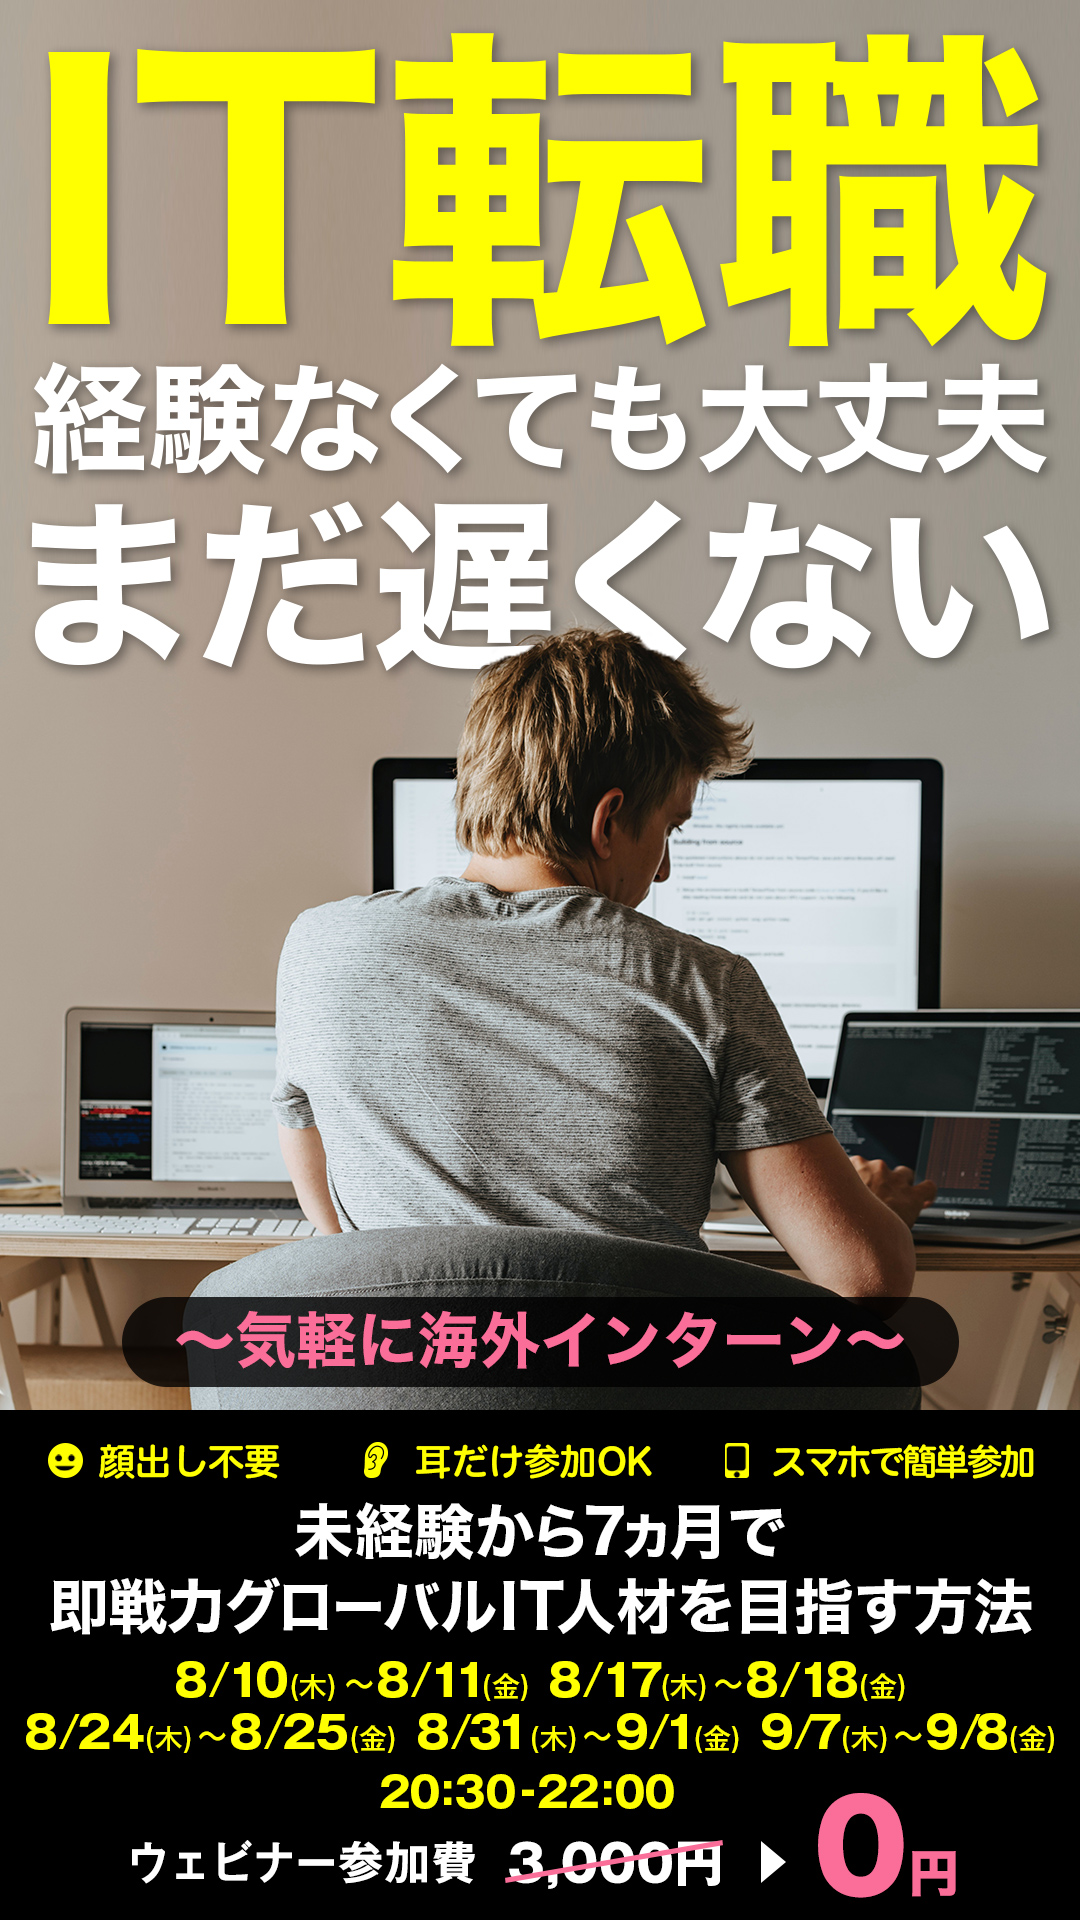 IT転職
経験なくても大丈夫
まだ遅くない
Building from source
〜気軽に海外インターン〜
顔出し不要 耳だけ参加OK スマホで簡単参加
未経験から7ヵ月で
即戦力グローバルIT人材を目指す方法
8/10(木)〜8/11(金) 8/17(木)〜8/18(金)
8/24(木)〜8/25(金) 8/31(木)〜9/1(金) 9/7(木)〜9/8(金)
20:30-22:00
ウェビナー参加費 3,000円 ▶ 0円